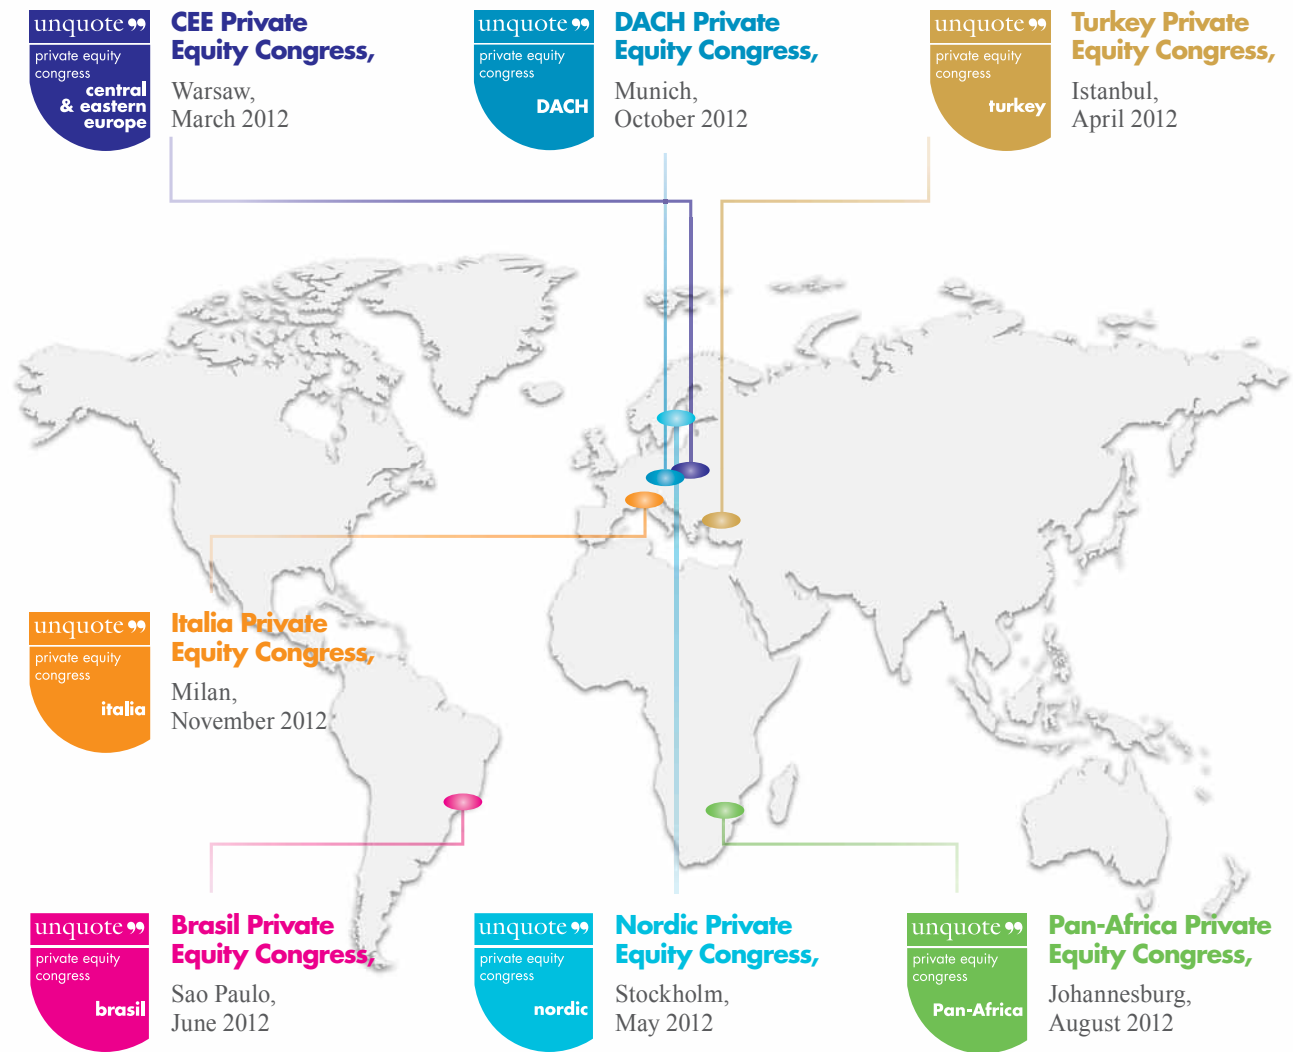 unquote ”
private equity
congress
central
& eastern
europe
CEE Private
Equity Congress,
Warsaw,
March 2012
unquote ”
private equity
congress
DACH
DACH Private
Equity Congress,
Munich,
October 2012
unquote ”
private equity
congress
turkey
Turkey Private
Equity Congress,
Istanbul,
April 2012
unquote ”
private equity
congress
italia
Italia Private
Equity Congress,
Milan,
November 2012
unquote ”
private equity
congress
brasil
Brasil Private
Equity Congress,
Sao Paulo,
June 2012
unquote ”
private equity
congress
nordic
Nordic Private
Equity Congress,
Stockholm,
May 2012
unquote ”
private equity
congress
Pan-Africa
Pan-Africa Private
Equity Congress,
Johannesburg,
August 2012